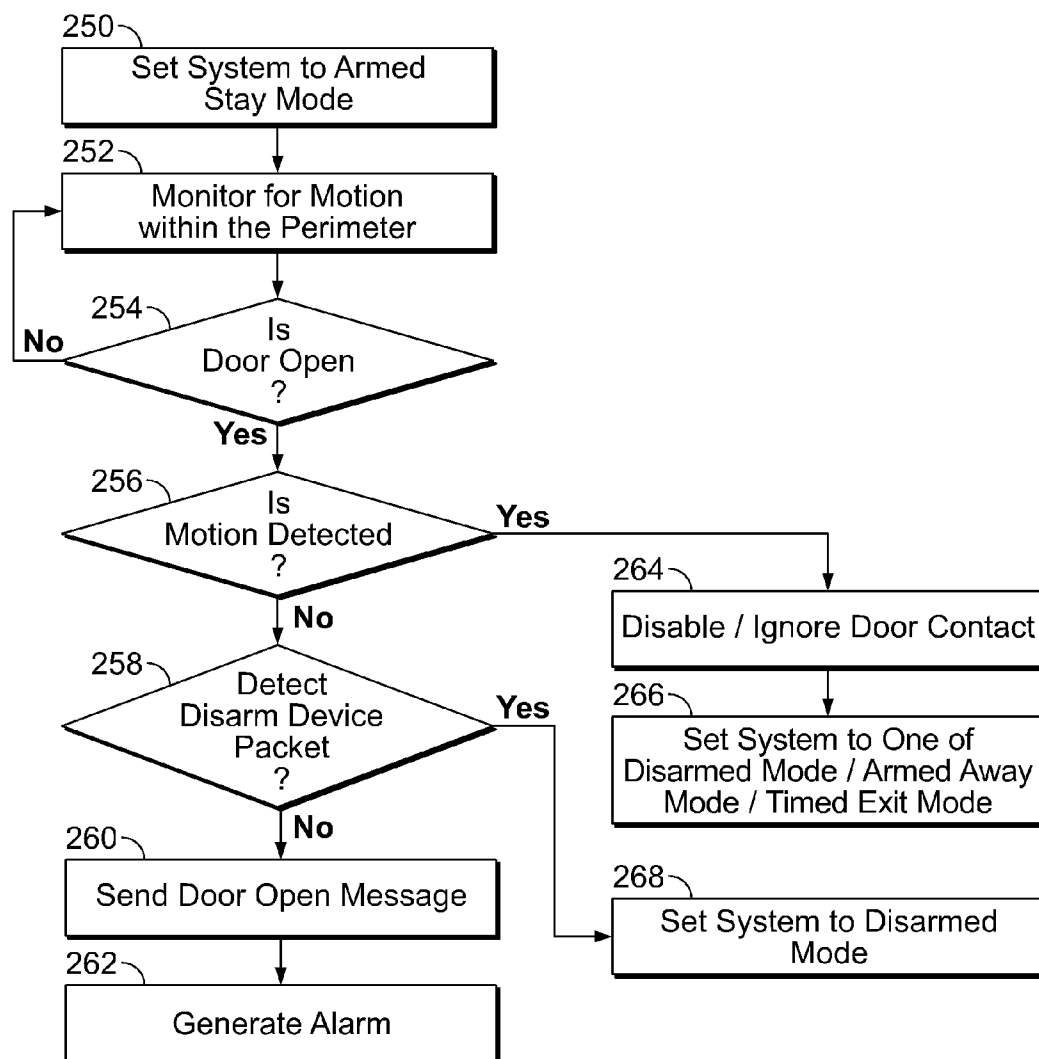 250
Set System to Armed
Stay Mode
252
Monitor for Motion
within the Perimeter
254
No
Is
Door Open
?
Yes
256
Is
Motion Detected
?
Yes
No
264
Disable / Ignore Door Contact
266
Set System to One of
Disarmed Mode / Armed Away
Mode / Timed Exit Mode
258
Detect
Disarm Device
Packet
?
Yes
No
260
Send Door Open Message
268
Set System to Disarmed
Mode
262
Generate Alarm